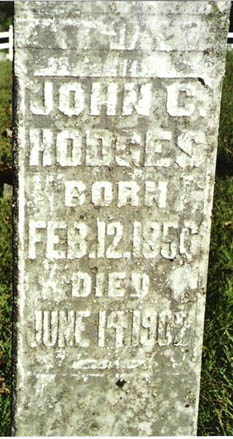 JOHN C.
HODGES
BORN
FEB. 12, 1856
DIED
JUNE 14, 1902